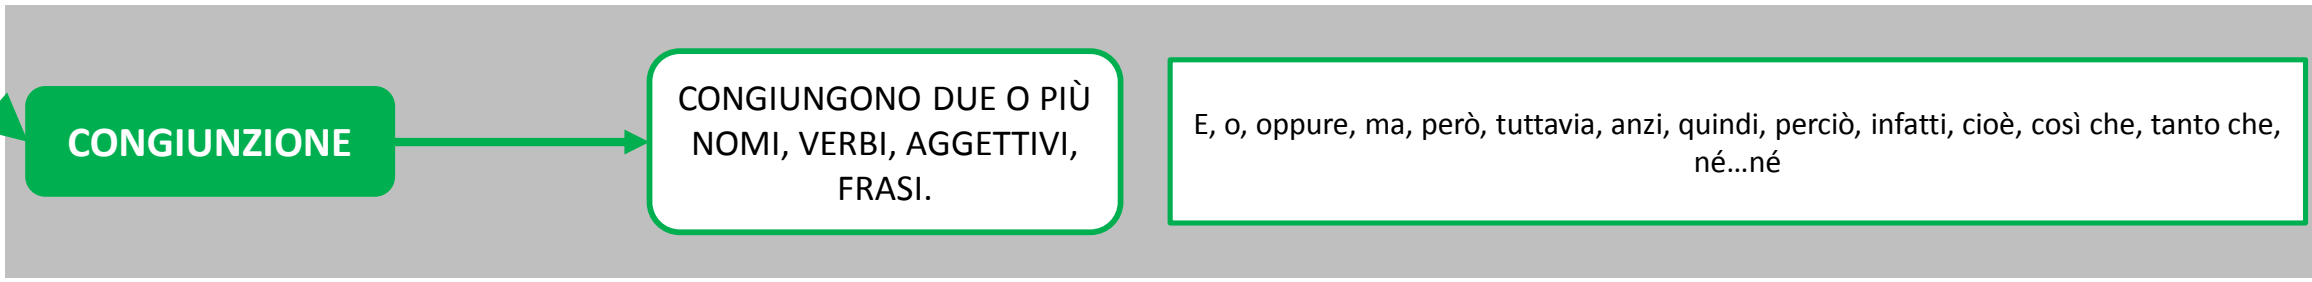 CONGIUNZIONE
CONGIUNGONO DUE O PIÙ
NOMI, VERBI, AGGETTIVI,
FRASI.
E, o, oppure, ma, però, tuttavia, anzi, quindi, perciò, infatti, cioè, così che, tanto che,
né…né